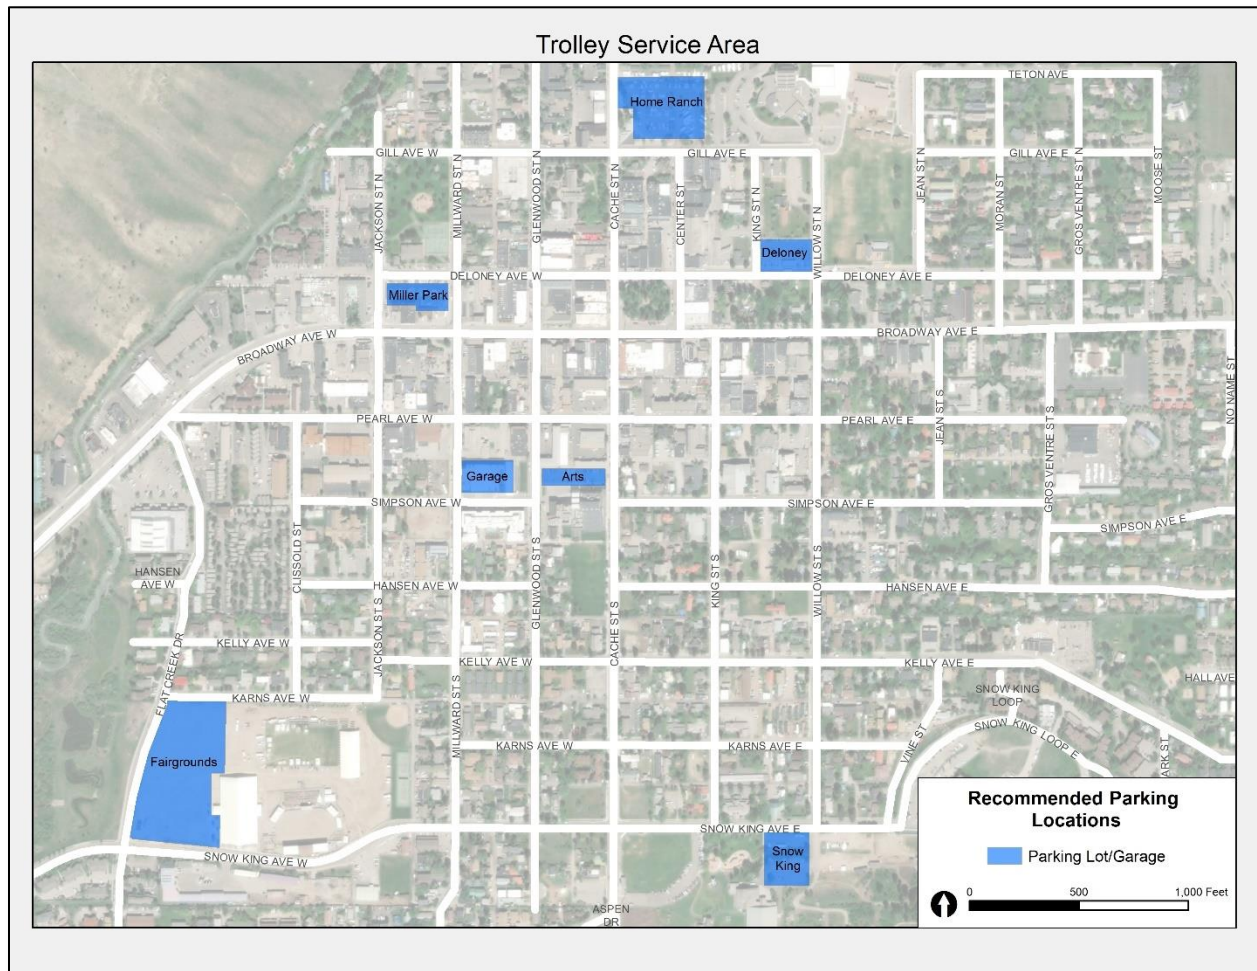 Trolley Service Area
TETON AVE
Home Ranch
GILL AVE W
GILL AVE E
GILL AVE E
JACKSON ST N
MILLWARD ST N
GLENWOOD ST N
CACHE ST N
CENTER ST
KING ST N
WILLOW ST N
JEAN ST N
MORAN ST
GROS VENTRE ST N
MOOSE ST
Deloney
DELONEY AVE W
DELONEY AVE E
Miller Park
BROADWAY AVE W
BROADWAY AVE E
PEARL AVE W
PEARL AVE E
JEAN ST S
GROS VENTRE ST S
NO NAME ST
Garage
Arts
SIMPSON AVE W
SIMPSON AVE E
SIMPSON AVE E
CLISSOLD ST
HANSEN
AVE W
HANSEN AVE W
HANSEN AVE E
JACKSON ST S
GLENWOOD ST S
CACHE ST S
KING ST S
WILLOW ST S
KELLY AVE W
KELLY AVE W
KELLY AVE E
FLAT CREEK DR
KARNS AVE W
MILLWARD ST S
HALL AVE
SNOW KING
LOOP
SNOW KING LOOP E
VINE ST
ARK ST
KARNS AVE W
KARNS AVE E
Fairgrounds
SNOW KING AVE W
SNOW KING AVE E
Snow
King
ASPEN
DR
Recommended Parking
Locations
Parking Lot/Garage
0 500 1,000 Feet